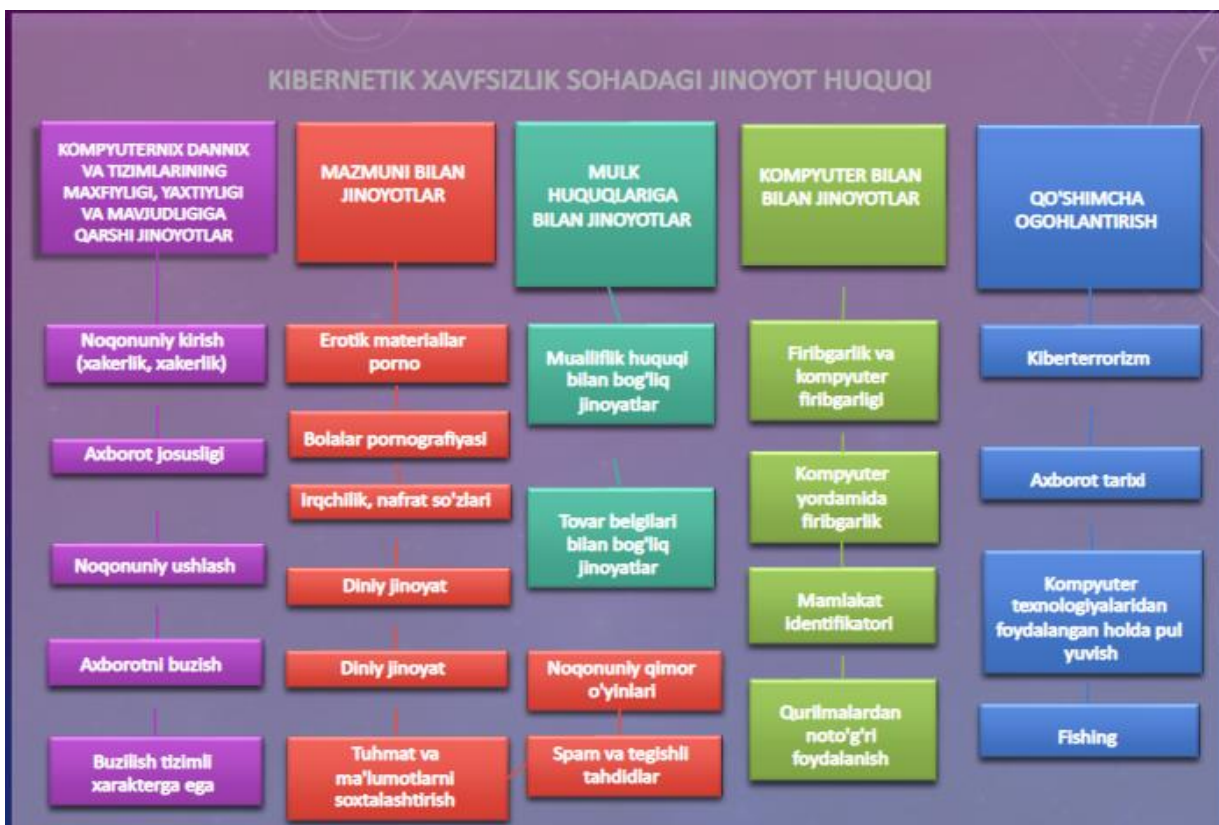 KIBERNETIK XAVFSIZLIK SOHADAGI JINOYOT HUQUQI
KOMPYUTERNIX DANNIX
VA TIZIMLARINING
MAXFIYLIGI, YAXTIYLIGI
VA MAVJUDLIGIGA
QARSHI JINOYOTLAR
Noqonuniy kirish
(xakerlik, xakerlik)
Axborot josusligi
Noqonuniy ushlash
Axborotni buzish
Buzilish tizimli
xarakterga ega
MAZMUNI BILAN
JINOYOTLAR
Erotik materiallar
porno
Bolalar pornografiyasi
Irqchilik, nafrat so'zlari
Diniy jinoyat
Diniy jinoyat
Tuhmat va
ma'lumotlarni
soxtalashtirish
Spam va tegishli
tahdidlar
Noqonuniy qimor
o'yinlari
MULK
HUQUQLARIGA
BILAN JINOYOTLAR
Mualliflik huquqi
bilan bog'liq
jinoyatlar
Tovar belgilari
bilan bog'liq
jinoyatlar
KOMPYUTER BILAN
BILAN JINOYOTLAR
Firibgarlik va
kompyuter
firibgarligi
Kompyuter
yordamida
firibgarlik
Mamlakat
identifikatori
Qurilmalardan
noto'g'ri
foydalanish
QO'SHIMCHA
OGOHLANTIRISH
Kiberterrorizm
Axborot tarixi
Kompyuter
texnologiyalaridan
foydalangan holda pul
yuvish
Fishing